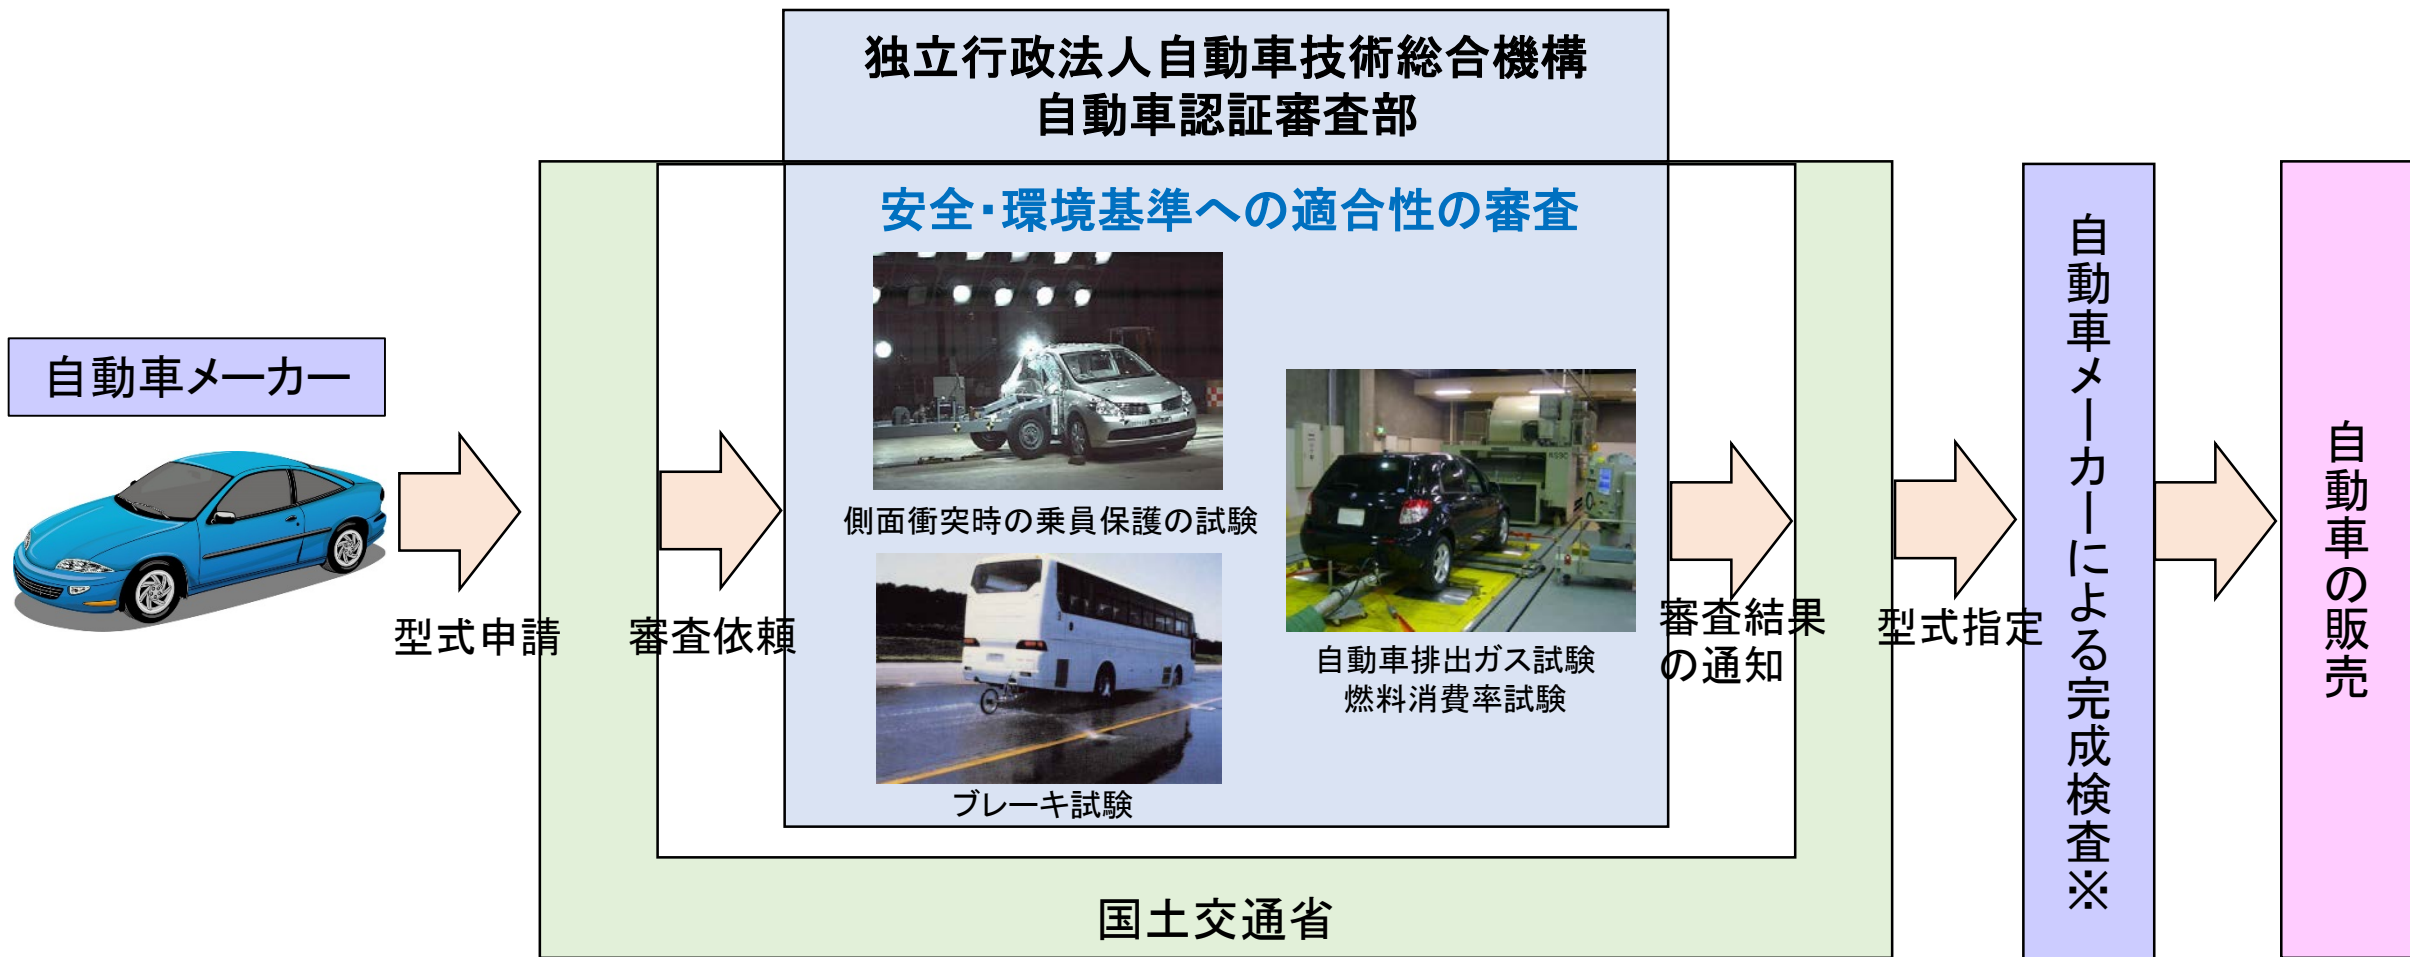 独立行政法人自動車技術総合機構
自動車認証審査部
安全・環境基準への適合性の審査
自動車メーカー
型式申請
審査依頼
側面衝突時の乗員保護の試験
ブレーキ試験
自動車排出ガス試験
燃料消費率試験
審査結果
の通知
型式指定
自動車メーカーによる完成検査※
自動車の販売
国土交通省